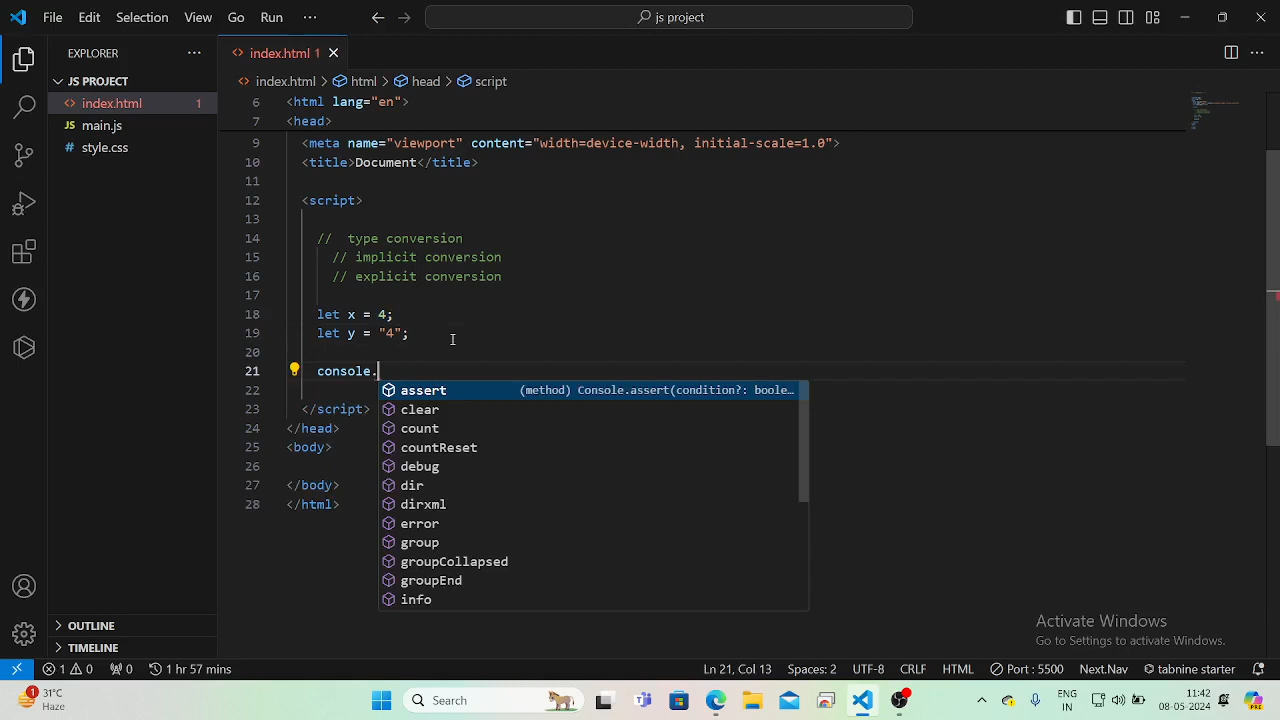 File Edit Selection View Go Run ··· js project
EXPLORER ···
index.html 1
JS PROJECT
index.html > html > head > script
index.html 1
main.js
style.css
6 <html lang="en">
7 <head>
9 <meta name="viewport" content="width=device-width, initial-scale=1.0">
10 <title>Document</title>
11
12 <script>
13
14 // type conversion
15 // implicit conversion
16 // explicit conversion
17
18 let x = 4;
19 let y = "4";
20
21 console.
22
23 </script>
24 </head>
25 <body>
26
27 </body>
28 </html>
assert (method) Console.assert(condition?: boole…
clear
count
countReset
debug
dir
dirxml
error
group
groupCollapsed
groupEnd
info
OUTLINE
TIMELINE
Activate Windows
Go to Settings to activate Windows.
1 0 0 1 hr 57 mins Ln 21, Col 13 Spaces: 2 UTF-8 CRLF HTML Port : 5500 Next.Nav tabnine starter
1
31°C
Haze
Search
ENG
IN
11:42
08-05-2024
PRE